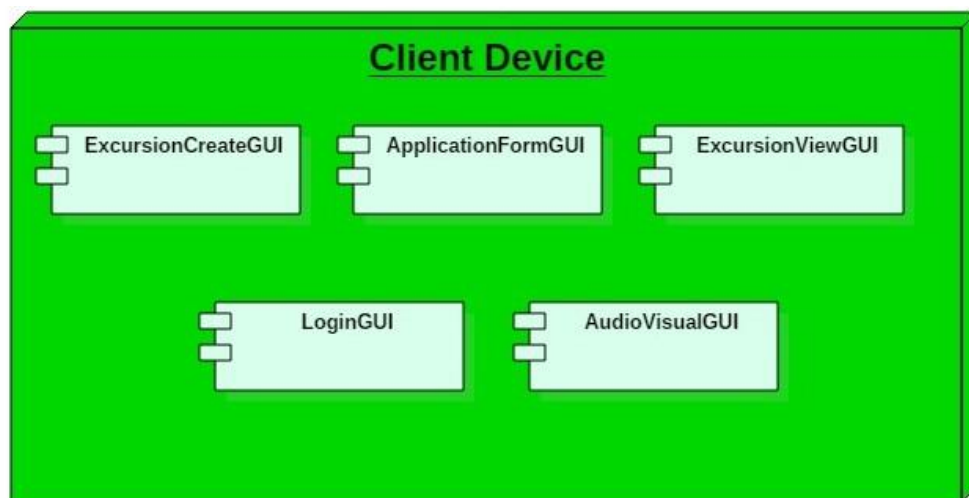 Client Device
ExcursionCreateGUI
ApplicationFormGUI
ExcursionViewGUI
LoginGUI
AudioVisualGUI